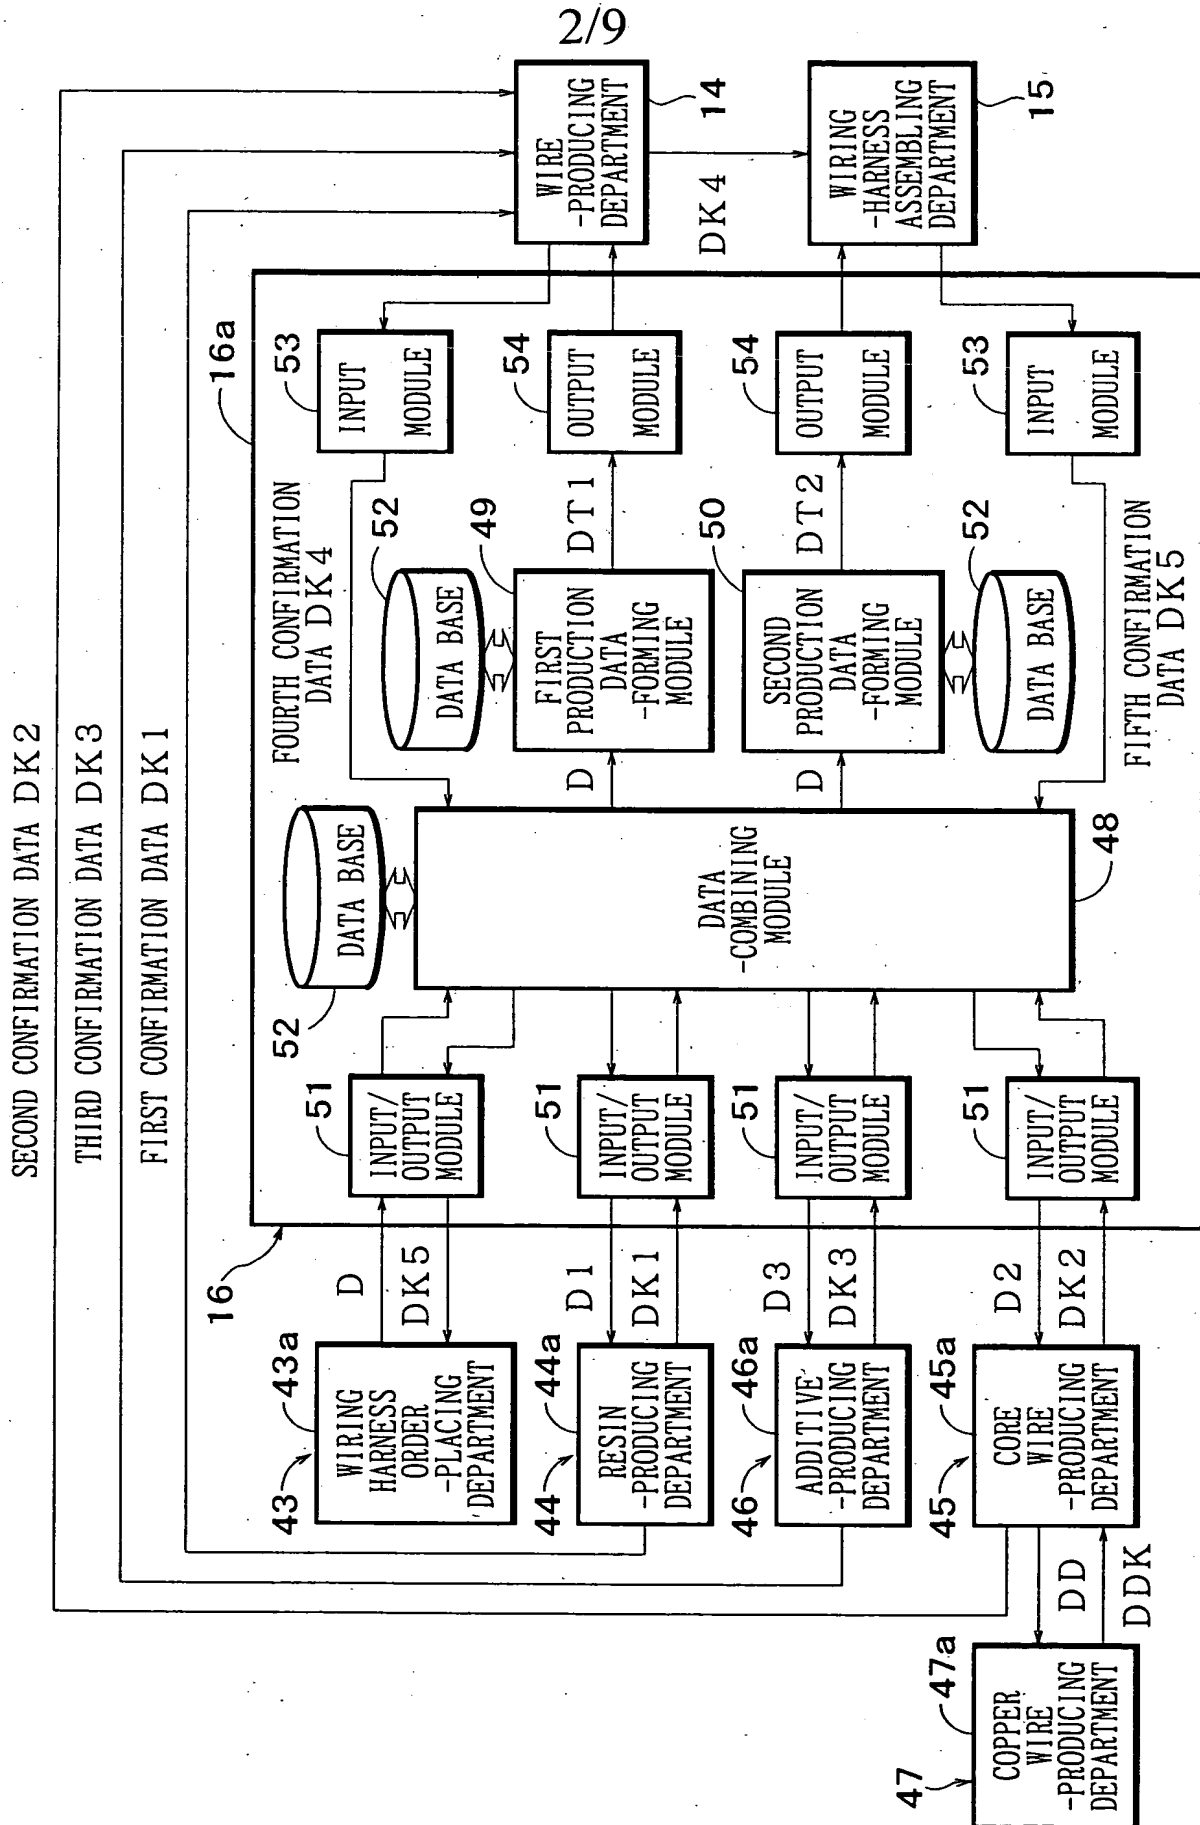 2/9
SECOND CONFIRMATION DATA DK2
THIRD CONFIRMATION DATA DK3
FIRST CONFIRMATION DATA DK1
16
16a
43
43a
WIRING
HARNESS
ORDER
-PLACING
DEPARTMENT
D
DK5
51
INPUT/
OUTPUT
MODULE
44
44a
RESIN
-PRODUCING
DEPARTMENT
D1
DK1
51
INPUT/
OUTPUT
MODULE
46
46a
ADDITIVE
-PRODUCING
DEPARTMENT
D3
DK3
51
INPUT/
OUTPUT
MODULE
45
45a
CORE
WIRE
-PRODUCING
DEPARTMENT
D2
DK2
51
INPUT/
OUTPUT
MODULE
47
47a
COPPER
WIRE
-PRODUCING
DEPARTMENT
DD
DDK
52
DATA BASE
DATA
-COMBINING
MODULE
48
FOURTH CONFIRMATION
DATA DK4
53
INPUT
MODULE
52
DATA BASE
49
D
FIRST
PRODUCTION
DATA
-FORMING
MODULE
DT1
54
OUTPUT
MODULE
50
D
SECOND
PRODUCTION
DATA
-FORMING
MODULE
DT2
54
OUTPUT
MODULE
52
DATA BASE
53
INPUT
MODULE
FIFTH CONFIRMATION
DATA DK5
WIRE
-PRODUCING
DEPARTMENT
14
DK4
WIRING
-HARNESS
ASSEMBLING
DEPARTMENT
15